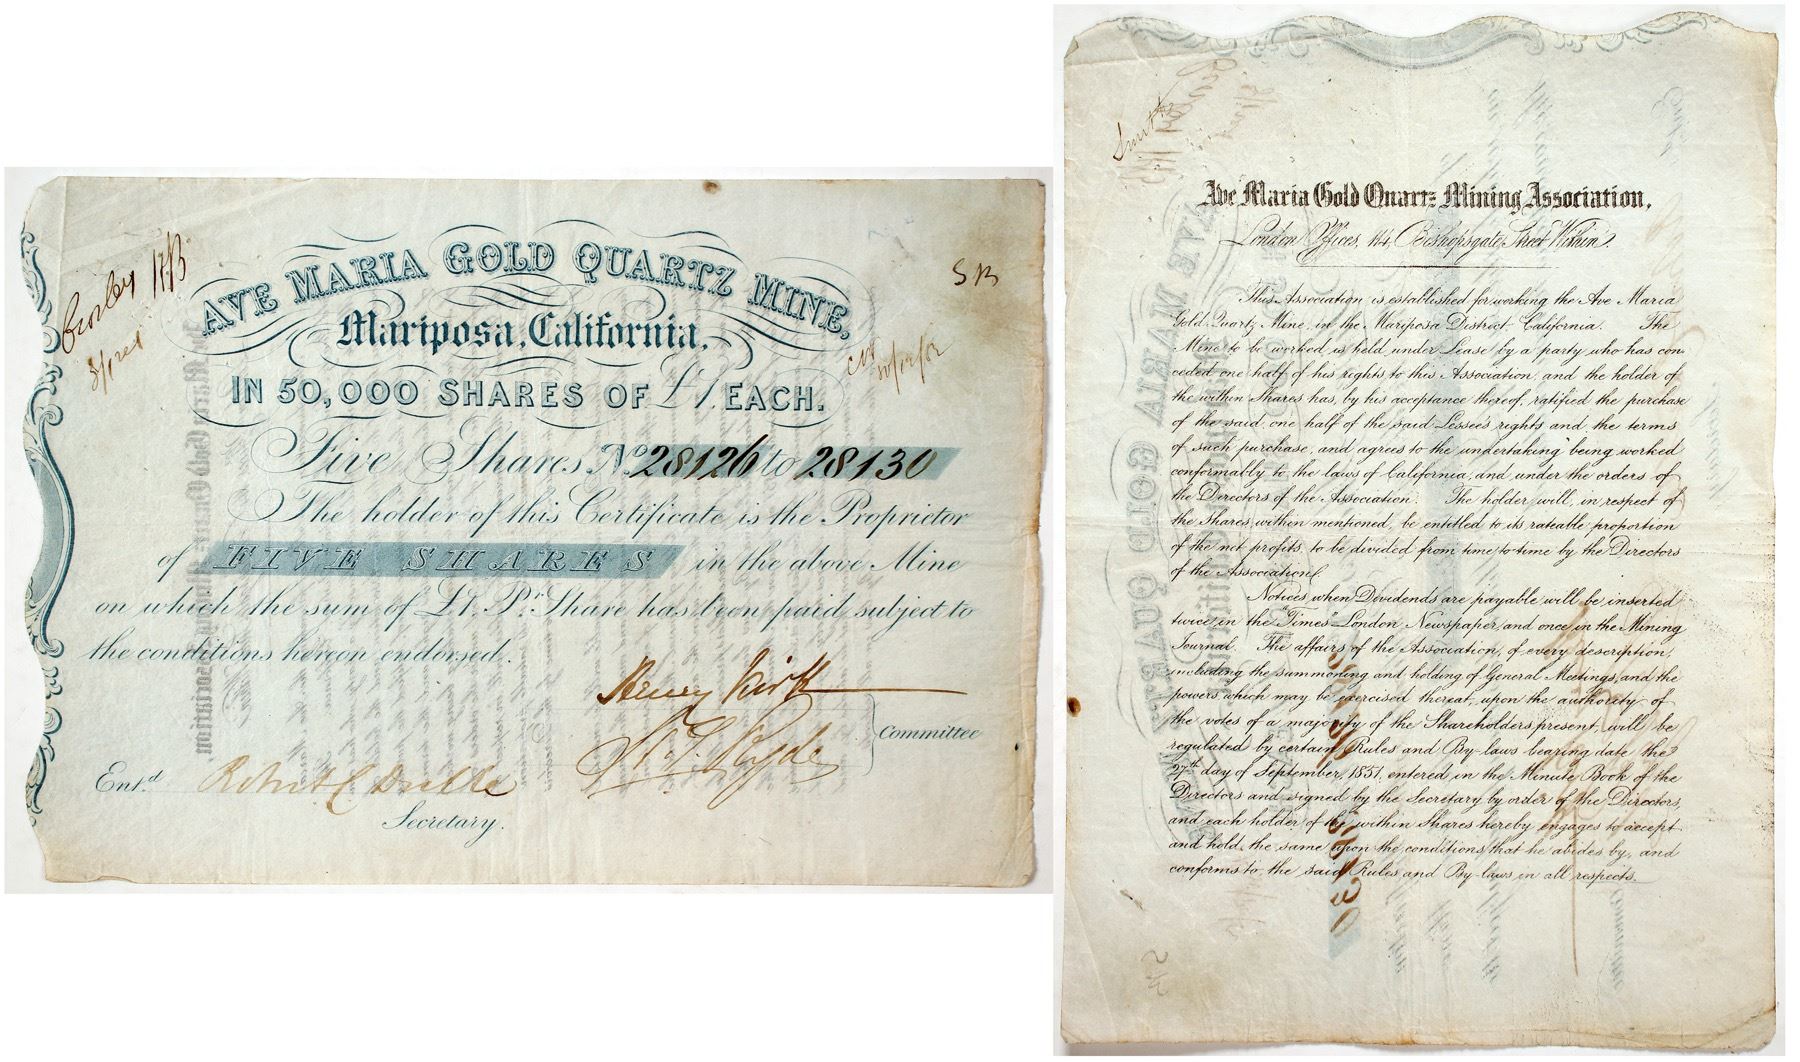 Crosley
S B
AVE MARIA GOLD QUARTZ MINE,
Mariposa, California,
IN 50,000 SHARES OF £1. EACH.
Five Shares No 28126 to 28130
The holder of this Certificate is the Proprietor
of FIVE SHARES in the above Mine
on which the sum of £1. Pr. Share has been paid subject to
the conditions hereon endorsed.
Henry Kirk
Committee
Entd.
Secretary.
Smith
Ave Maria Gold Quartz Mining Association,
London Offices, 44, Bishopsgate Street Within.
This Association is established for working the Ave Maria
Gold Quartz Mine, in the Mariposa District, California. The
Mine to be worked is held under Lease by a party who has con-
ceded one half of his rights to this Association, and the holder of
the within Shares has, by his acceptance thereof, ratified the purchase
of the said one half of the said Lessee's rights and the terms
of such purchase, and agrees to the undertaking being worked
conformably to the laws of California, and under the orders of
the Directors of the Association. The holder will, in respect of
the Shares within mentioned, be entitled to its rateable proportion
of the net profits, to be divided from time to time by the Directors
of the Association.
Notices when Dividends are payable will be inserted
twice in the "Times" London Newspaper, and once in the Mining
Journal. The affairs of the Association, of every description,
including the summoning and holding of General Meetings, and the
powers which may be exercised thereat, upon the authority of
the votes of a majority of the Shareholders present, will be
regulated by certain Rules and By-laws bearing date the
27th day of September, 1851, entered in the Minute Book of the
Directors and signed by the Secretary by order of the Directors,
and each holder of the within Shares hereby engages to accept
and hold the same upon the conditions that he abides by, and
conforms to, the said Rules and By-laws in all respects.